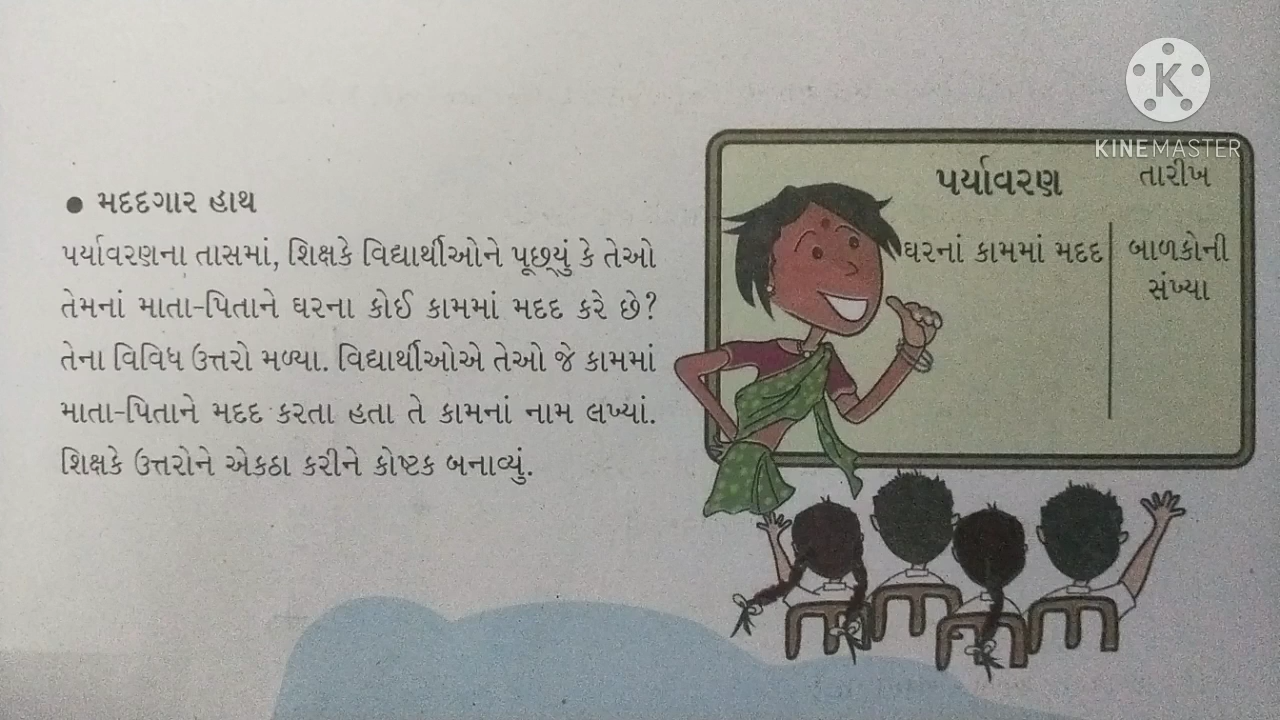 ● મદદગાર હાથ
પર્યાવરણના તાસમાં, શિક્ષકે વિદ્યાર્થીઓને પૂછ્યું કે તેઓ
તેમનાં માતા-પિતાને ઘરના કોઈ કામમાં મદદ કરે છે?
તેના વિવિધ ઉત્તરો મળ્યા. વિદ્યાર્થીઓએ તેઓ જે કામમાં
માતા-પિતાને મદદ કરતા હતા તે કામનાં નામ લખ્યાં.
શિક્ષકે ઉત્તરોને એકઠા કરીને કોષ્ટક બનાવ્યું.
પર્યાવરણ તારીખ
ઘરનાં કામમાં મદદ બાળકોની
સંખ્યા
K
KINEMASTER